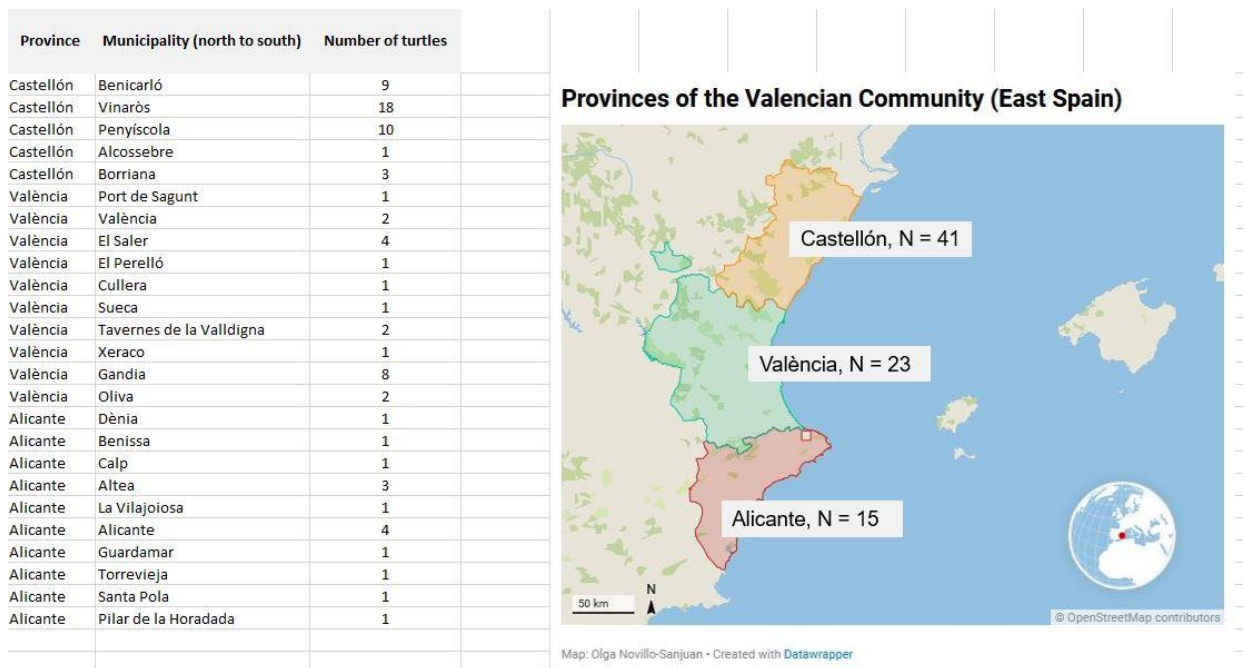 Province Municipality (north to south) Number of turtles
Castellón Benicarló 9
Castellón Vinaròs 18
Castellón Penyíscola 10
Castellón Alcossebre 1
Castellón Borriana 3
València Port de Sagunt 1
València València 2
València El Saler 4
València El Perelló 1
València Cullera 1
València Sueca 1
València Tavernes de la Valldigna 2
València Xeraco 1
València Gandia 8
València Oliva 2
Alicante Dènia 1
Alicante Benissa 1
Alicante Calp 1
Alicante Altea 3
Alicante La Vilajoiosa 1
Alicante Alicante 4
Alicante Guardamar 1
Alicante Torrevieja 1
Alicante Santa Pola 1
Alicante Pilar de la Horadada 1
Provinces of the Valencian Community (East Spain)
Castellón, N = 41
València, N = 23
Alicante, N = 15
N
50 km
© OpenStreetMap contributors
Map: Olga Novillo-Sanjuan • Created with Datawrapper